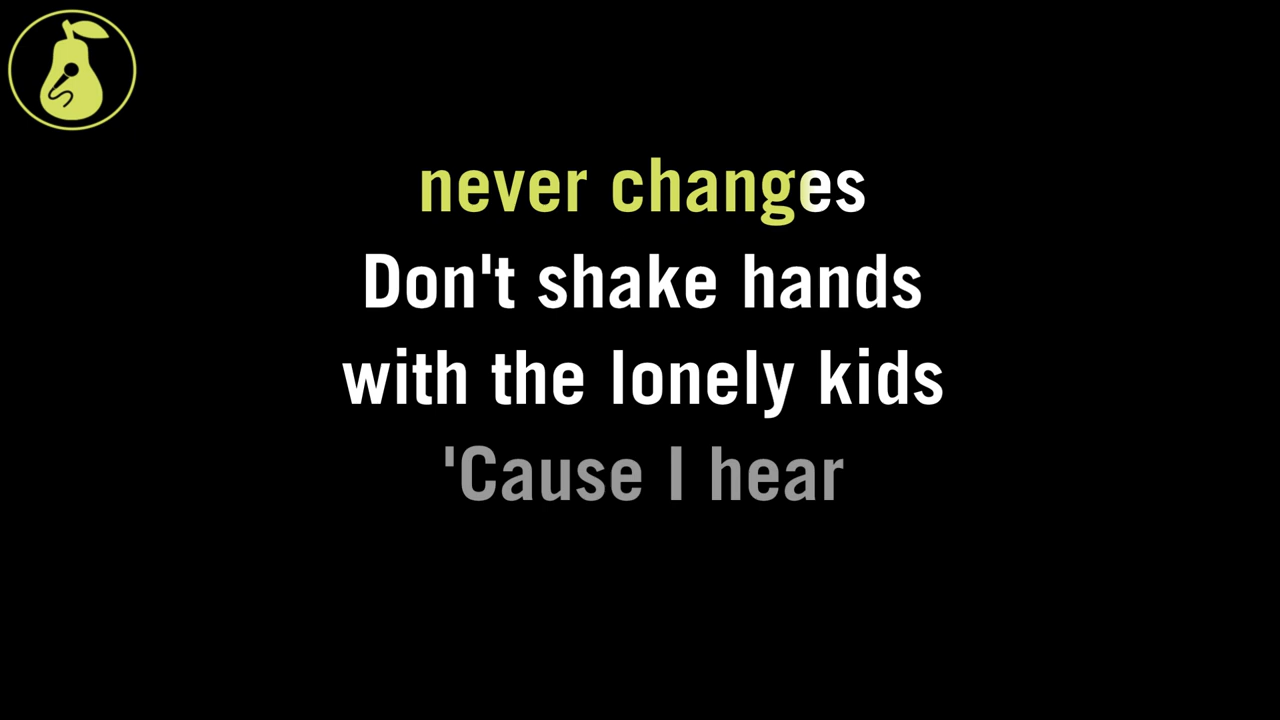 never changes
Don't shake hands
with the lonely kids
'Cause I hear